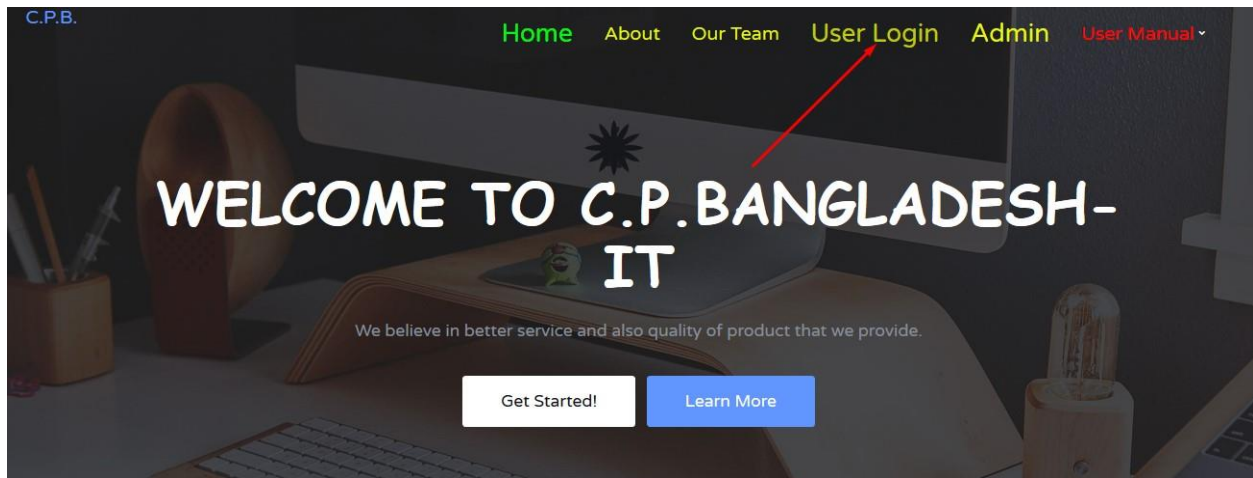 C.P.B.
Home About Our Team User Login Admin User Manual
WELCOME TO C.P.BANGLADESH-
IT
We believe in better service and also quality of product that we provide.
Get Started! Learn More